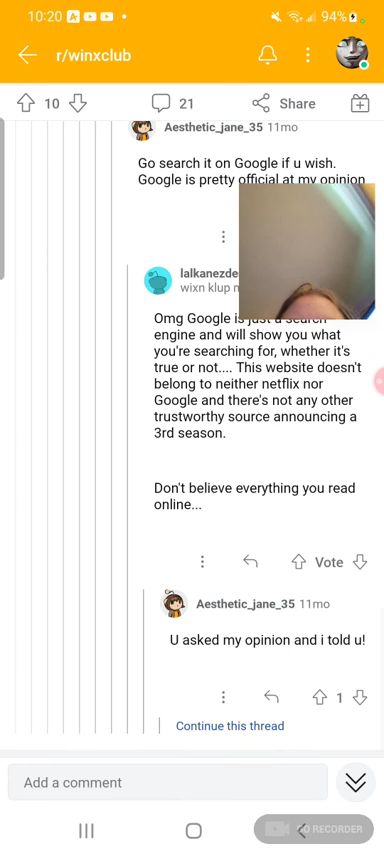 10:20
94%
r/winxclub
10
21
Share
Aesthetic_jane_35 11mo
Go search it on Google if u wish.
Google is pretty official at my opinion
lalkanezde
wixn klup
Omg Google is just a search
engine and will show you what
you're searching for, whether it's
true or not.... This website doesn't
belong to neither netflix nor
Google and there's not any other
trustworthy source announcing a
3rd season.
Don't believe everything you read
online...
Vote
Aesthetic_jane_35 11mo
U asked my opinion and i told u!
1
Continue this thread
Add a comment
GO RECORDER